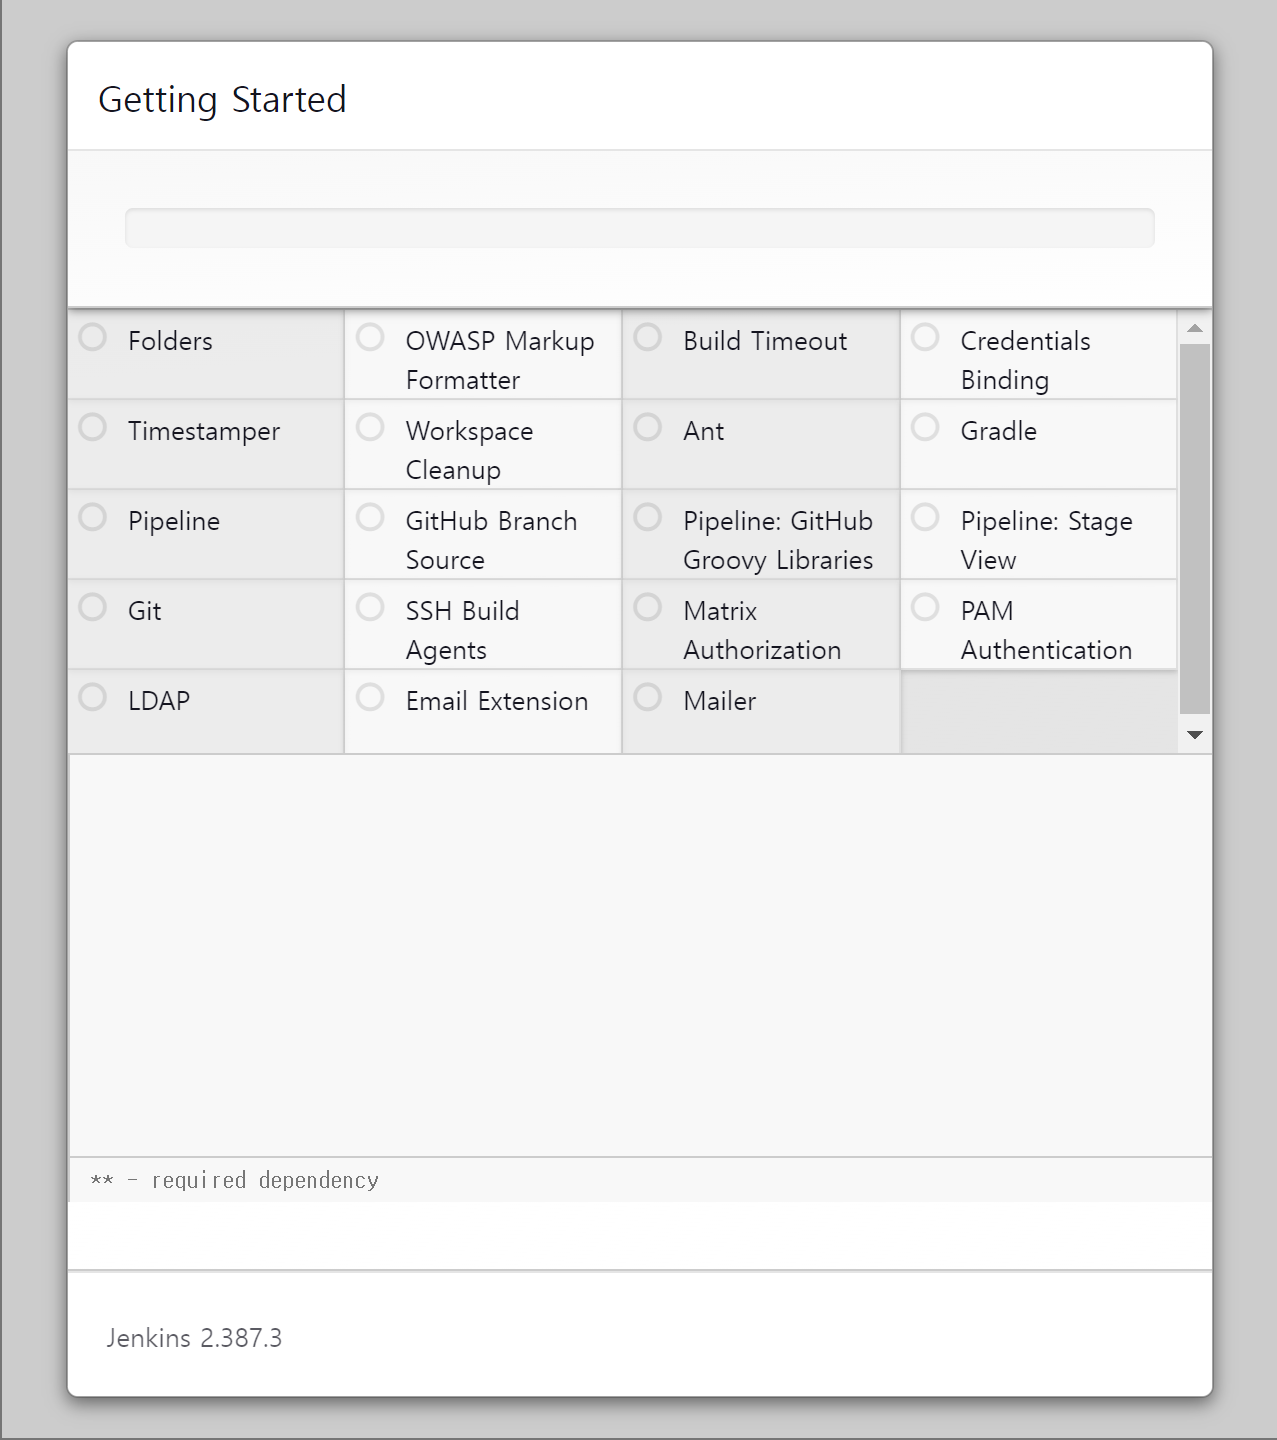 Getting Started
Folders
OWASP Markup
Formatter
Build Timeout
Credentials
Binding
Timestamper
Workspace
Cleanup
Ant
Gradle
Pipeline
GitHub Branch
Source
Pipeline: GitHub
Groovy Libraries
Pipeline: Stage
View
Git
SSH Build
Agents
Matrix
Authorization
PAM
Authentication
LDAP
Email Extension
Mailer
** - required dependency
Jenkins 2.387.3